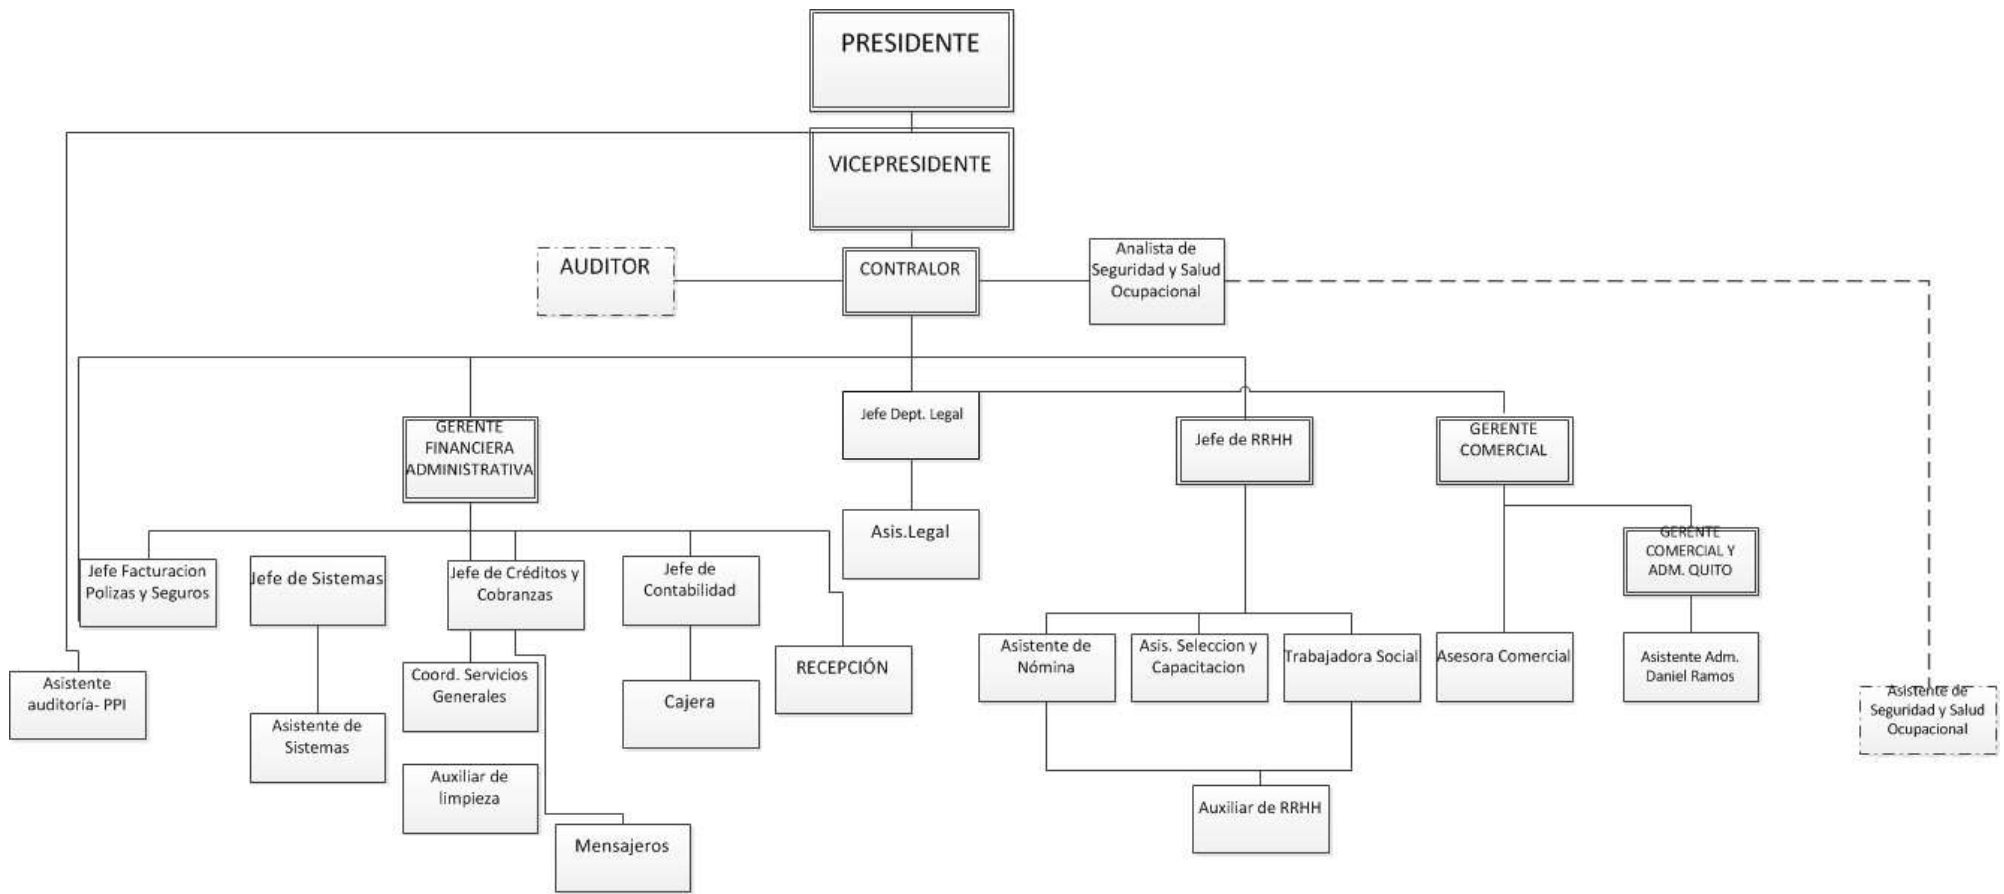 PRESIDENTE
VICEPRESIDENTE
AUDITOR
CONTRALOR
Analista de
Seguridad y Salud
Ocupacional
Jefe Dept. Legal
GERENTE
FINANCIERA
ADMINISTRATIVA
Jefe de RRHH
GERENTE
COMERCIAL
Asis.Legal
GERENTE
COMERCIAL Y
ADM. QUITO
Jefe Facturacion
Polizas y Seguros
Jefe de Sistemas
Jefe de Créditos y
Cobranzas
Jefe de
Contabilidad
RECEPCIÓN
Asistente de
Nómina
Asis. Seleccion y
Capacitacion
Trabajadora Social
Asesora Comercial
Asistente Adm.
Daniel Ramos
Asistente
auditoría- PPI
Coord. Servicios
Generales
Cajera
Asistente de
Seguridad y Salud
Ocupacional
Asistente de
Sistemas
Auxiliar de
limpieza
Auxiliar de RRHH
Mensajeros